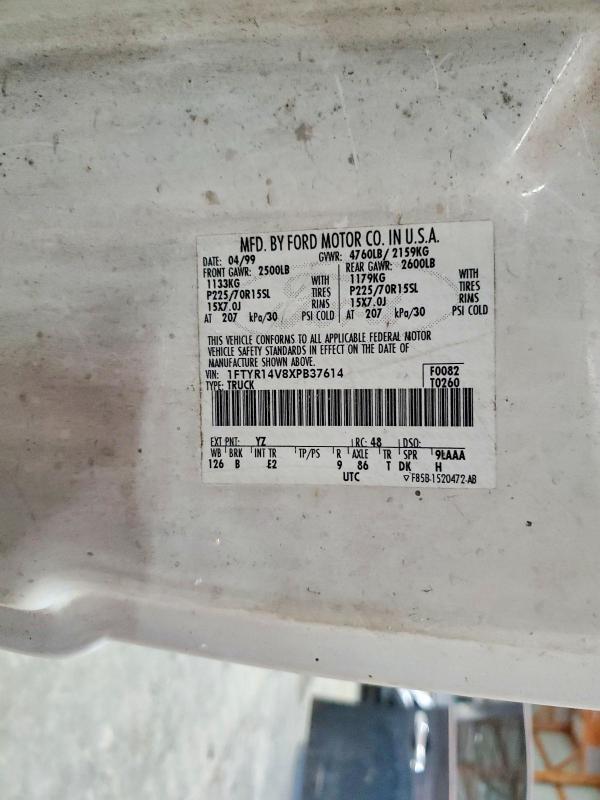 MFD. BY FORD MOTOR CO. IN U.S.A.
DATE: 04/99 GVWR: 4760LB/ 2159KG
FRONT GAWR: 2500LB REAR GAWR: 2600LB
1133KG WITH 1179KG WITH
P225/70R15SL TIRES P225/70R15SL TIRES
15X7.0J RIMS 15X7.0J RIMS
AT 207 kPa/30 PSI COLD AT 207 kPa/30 PSI COLD
THIS VEHICLE CONFORMS TO ALL APPLICABLE FEDERAL MOTOR
VEHICLE SAFETY STANDARDS IN EFFECT ON THE DATE OF
MANUFACTURE SHOWN ABOVE.
VIN: 1FTYR14V8XPB37614 F0082
TYPE: TRUCK T0260
EXT PNT: YZ RC: 48 DSO:
WB BRK INT TR TP/PS R AXLE TR SPR 9LAAA
126 B E2 9 86 T DK H
UTC F85B-1520472-AB